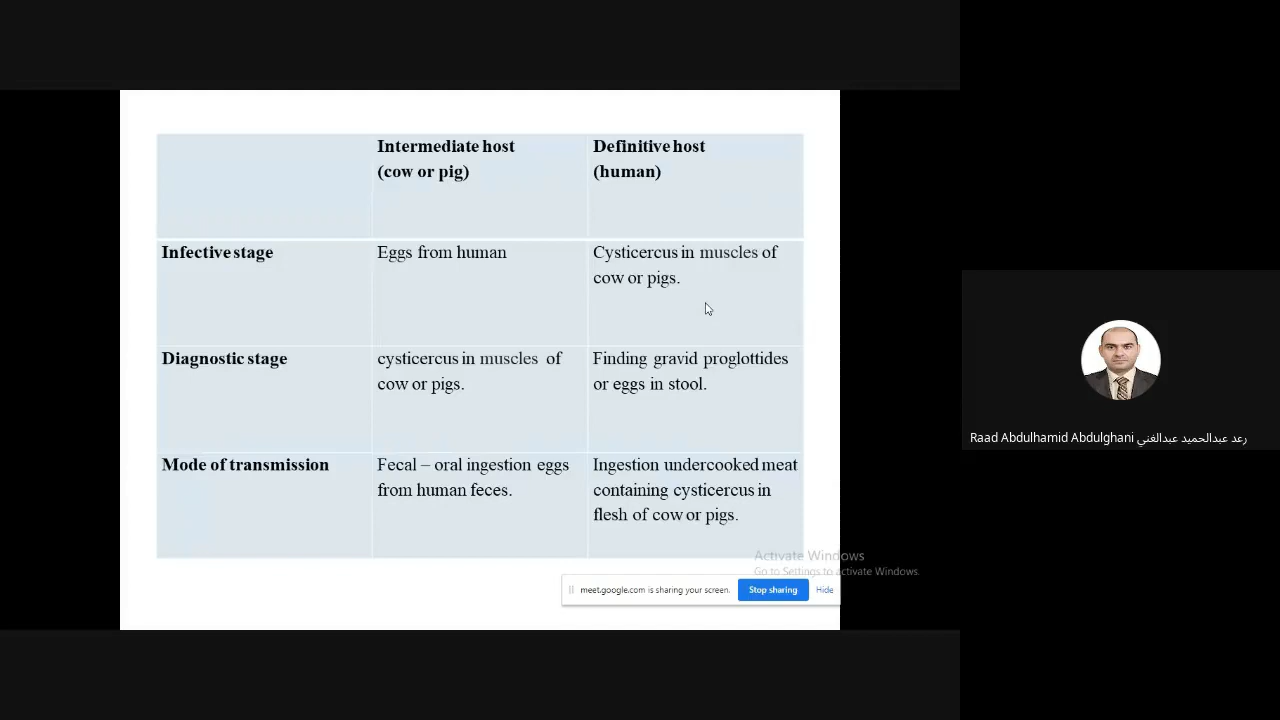 Intermediate host
(cow or pig)
Definitive host
(human)
Infective stage
Eggs from human
Cysticercus in muscles of
cow or pigs.
Diagnostic stage
cysticercus in muscles of
cow or pigs.
Finding gravid proglottides
or eggs in stool.
Mode of transmission
Fecal – oral ingestion eggs
from human feces.
Ingestion undercooked meat
containing cysticercus in
flesh of cow or pigs.
Activate Windows
Go to Settings to activate Windows.
meet.google.com is sharing your screen.
Stop sharing
Hide
Raad Abdulhamid Abdulghani رعد عبدالحميد عبدالغني